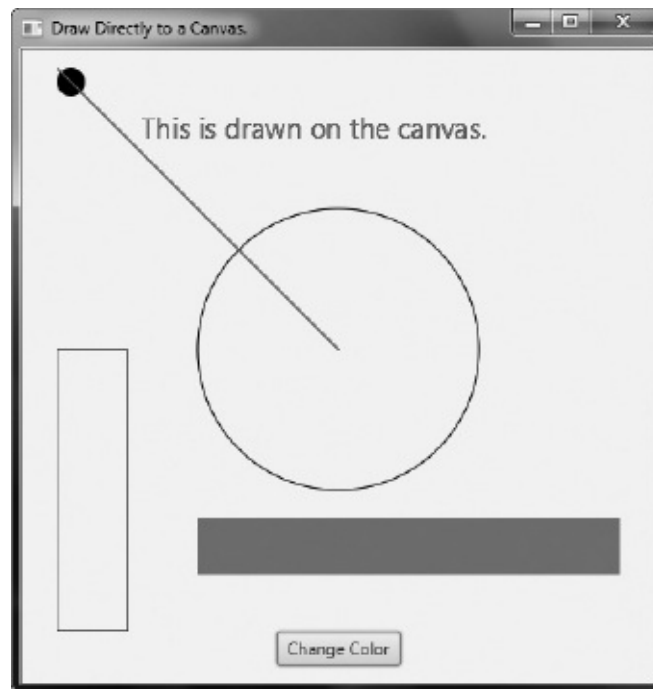 Draw Directly to a Canvas.
This is drawn on the canvas.
Change Color